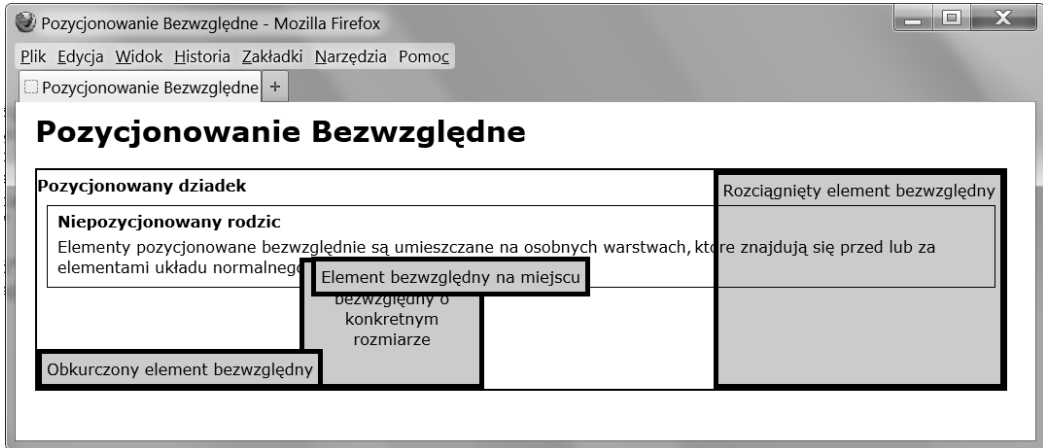 Pozycjonowanie Bezwzględne - Mozilla Firefox
Plik Edycja Widok Historia Zakładki Narzędzia Pomoc
Pozycjonowanie Bezwzględne +
Pozycjonowanie Bezwzględne
Pozycjonowany dziadek
Rozciągnięty element bezwzględny
Niepozycjonowany rodzic
Elementy pozycjonowane bezwzględnie są umieszczane na osobnych warstwach, które znajdują się przed lub za
elementami układu normalnego
Element bezwzględny na miejscu
bezwzględny o
konkretnym
rozmiarze
Obkurczony element bezwzględny